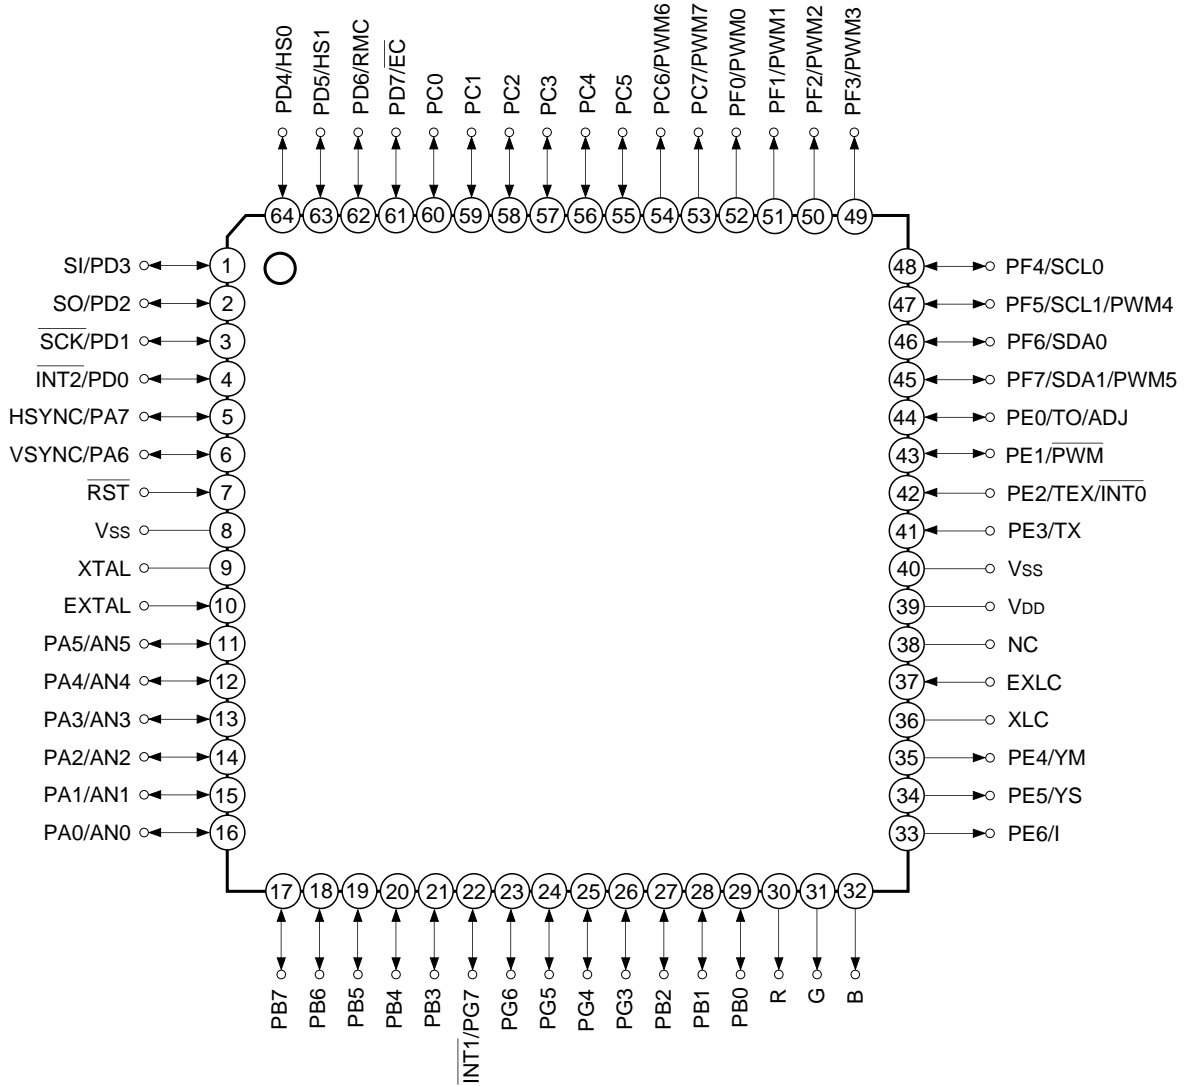 PD4/HS0
PD5/HS1
PD6/RMC
PD7/E̅C̅
PC0
PC1
PC2
PC3
PC4
PC5
PC6/PWM6
PC7/PWM7
PF0/PWM0
PF1/PWM1
PF2/PWM2
PF3/PWM3
64 63 62 61 60 59 58 57 56 55 54 53 52 51 50 49
SI/PD3 1
SO/PD2 2
S̅C̅K̅/PD1 3
I̅N̅T̅2̅/PD0 4
HSYNC/PA7 5
VSYNC/PA6 6
R̅S̅T̅ 7
Vss 8
XTAL 9
EXTAL 10
PA5/AN5 11
PA4/AN4 12
PA3/AN3 13
PA2/AN2 14
PA1/AN1 15
PA0/AN0 16
48 PF4/SCL0
47 PF5/SCL1/PWM4
46 PF6/SDA0
45 PF7/SDA1/PWM5
44 PE0/TO/ADJ
43 PE1/P̅W̅M̅
42 PE2/TEX/I̅N̅T̅0̅
41 PE3/TX
40 Vss
39 VDD
38 NC
37 EXLC
36 XLC
35 PE4/YM
34 PE5/YS
33 PE6/I
17 18 19 20 21 22 23 24 25 26 27 28 29 30 31 32
PB7
PB6
PB5
PB4
PB3
I̅N̅T̅1̅/PG7
PG6
PG5
PG4
PG3
PB2
PB1
PB0
R
G
B